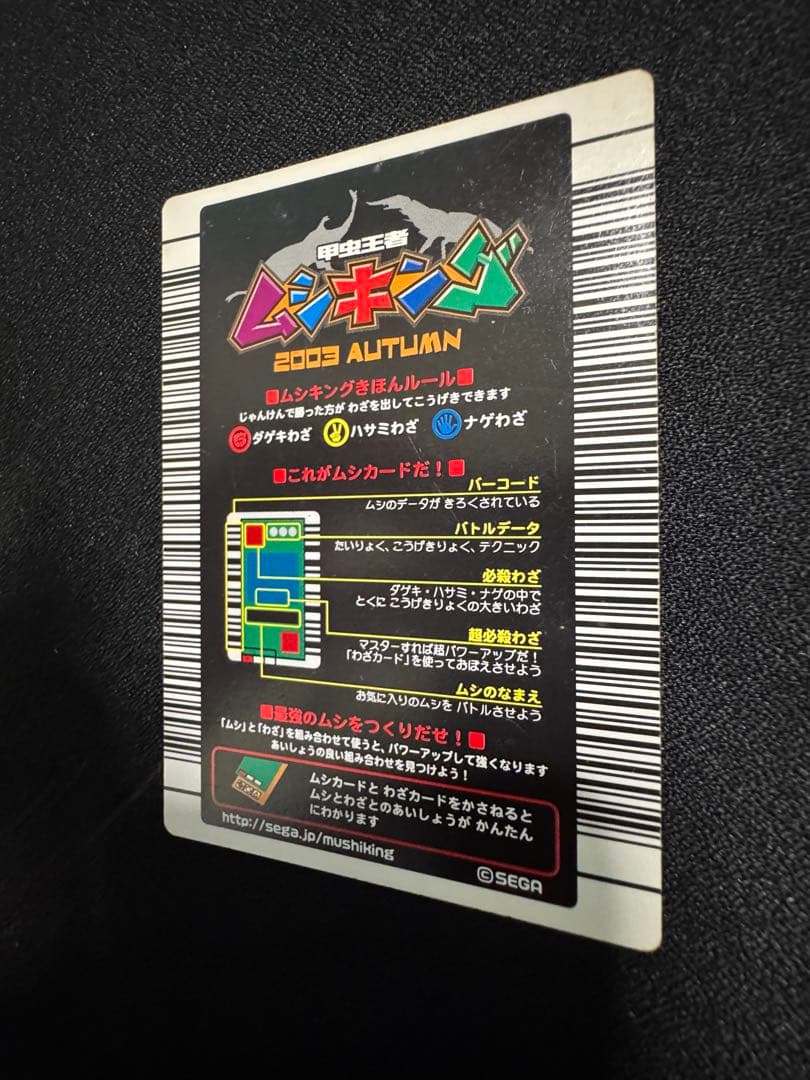 甲虫王者
ムシキング
2003 AUTUMN
■ムシキングきほんルール■
じゃんけんで勝った方が わざを出してこうげきできます
ダゲキわざ ハサミわざ ナゲわざ
■これがムシカードだ！■
バーコード
ムシのデータが きろくされている
バトルデータ
たいりょく、こうげきりょく、テクニック
必殺わざ
ダゲキ・ハサミ・ナゲの中で
とくに こうげきりょくの大きいわざ
超必殺わざ
マスターすれば超パワーアップだ！
「わざカード」を使っておぼえさせよう
ムシのなまえ
お気に入りのムシを バトルさせよう
■最強のムシをつくりだせ！■
「ムシ」と「わざ」を組み合わせて使うと、パワーアップして強くなります
あいしょうの良い組み合わせを見つけよう！
ムシカードと わざカードをかさねると
ムシとわざとのあいしょうが かんたん
にわかります
http://sega.jp/mushiking
©SEGA